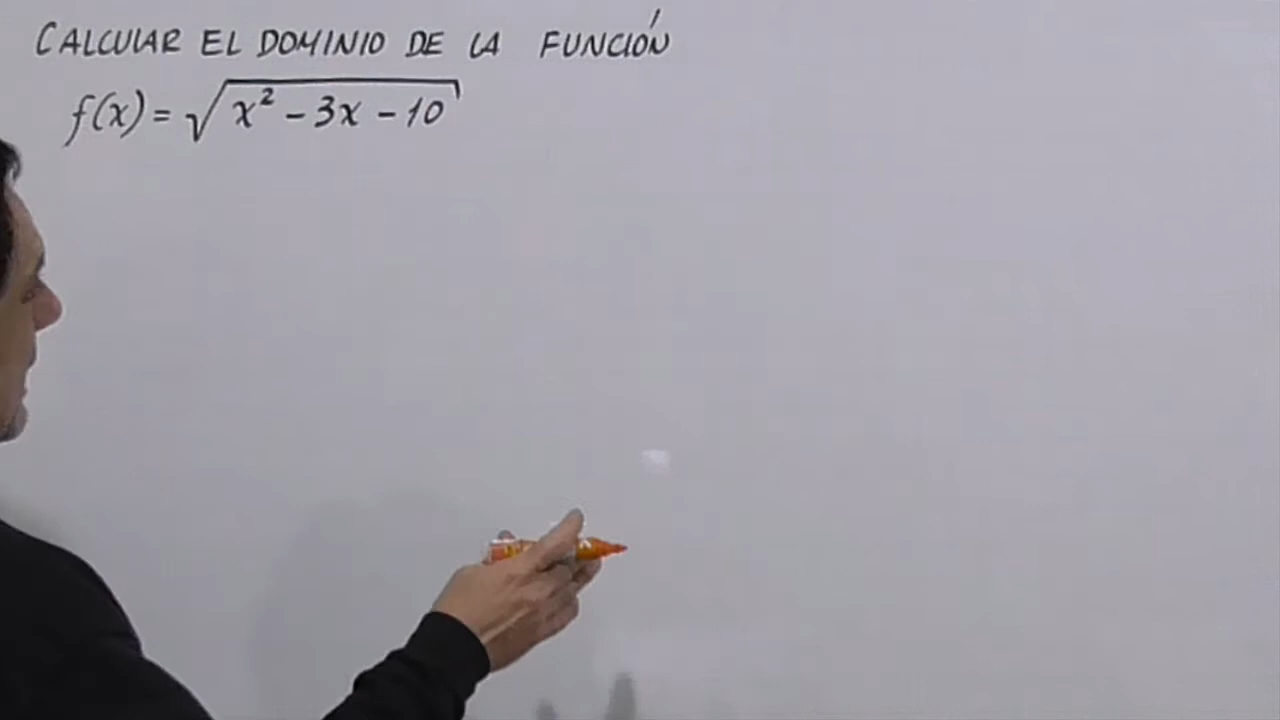 CALCULAR EL DOMINIO DE LA FUNCIÓN
f(x) = √(x² - 3x - 10)